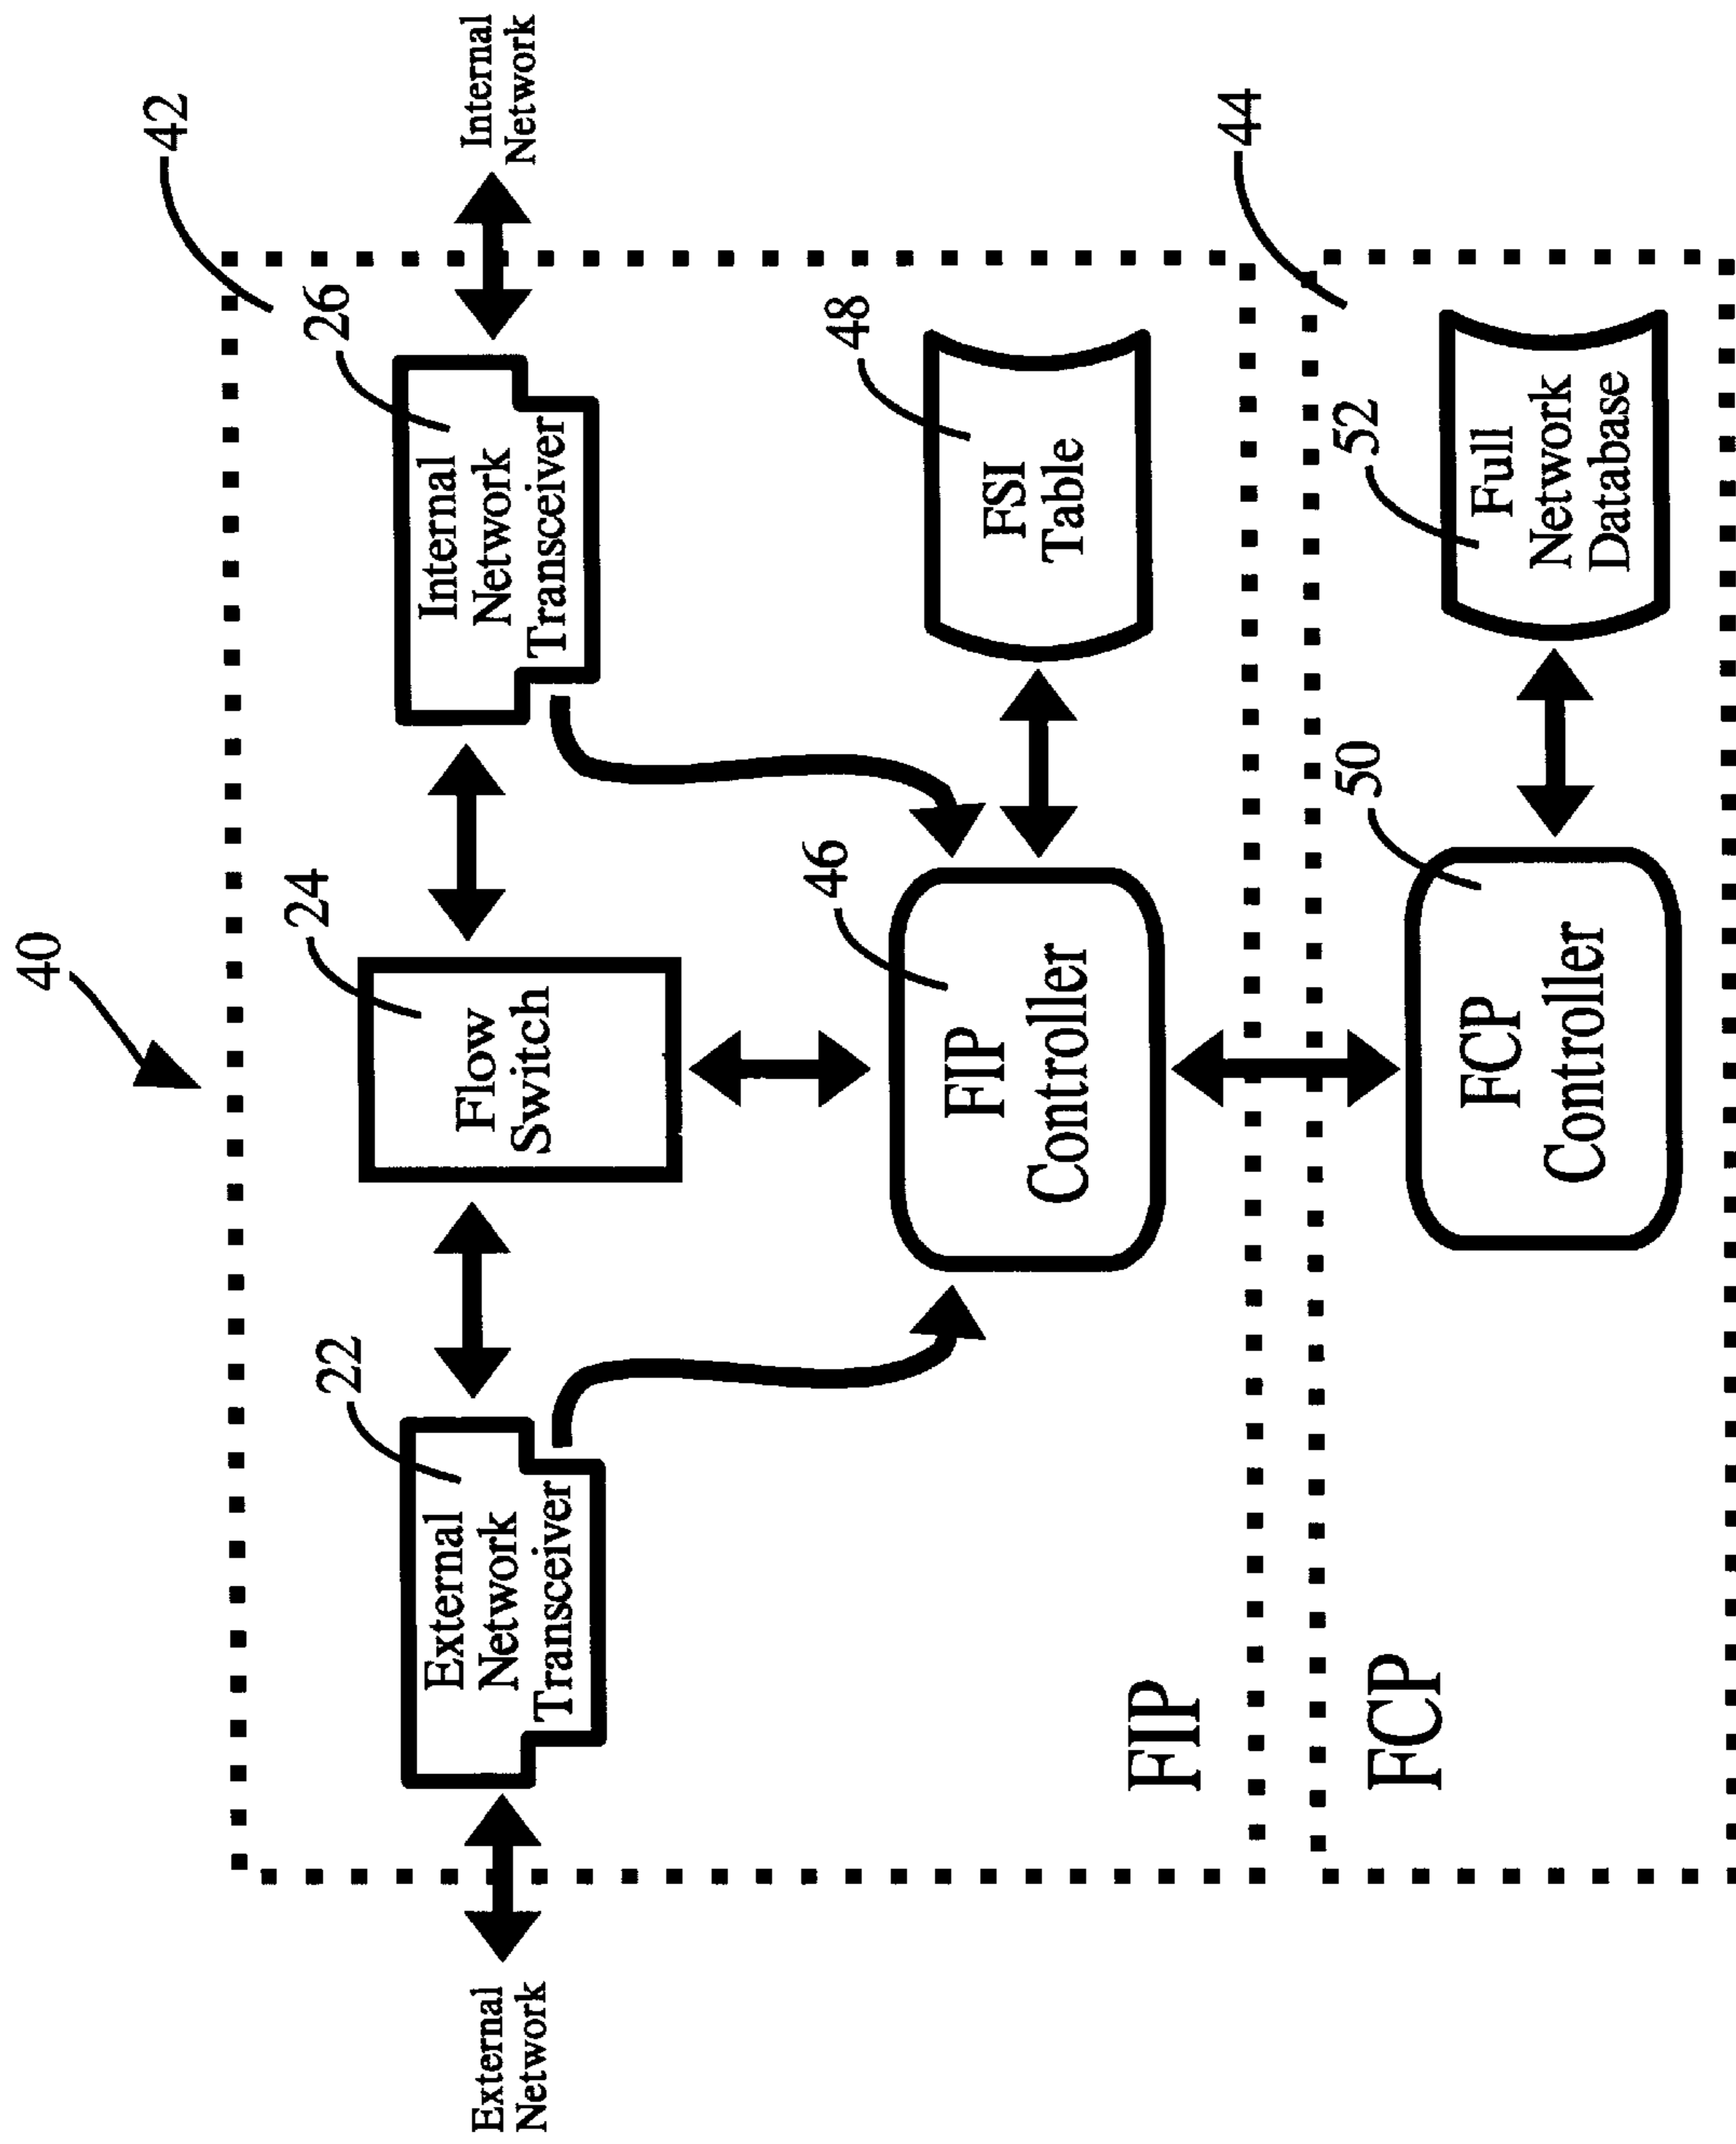 40
42
22
24
26
External
Network
External
Network
Transceiver
Flow
Switch
Internal
Network
Transceiver
Internal
Network
46
48
FIP
Controller
FSI
Table
FIP
44
50
52
FCP
FCP
Controller
Full
Network
Database